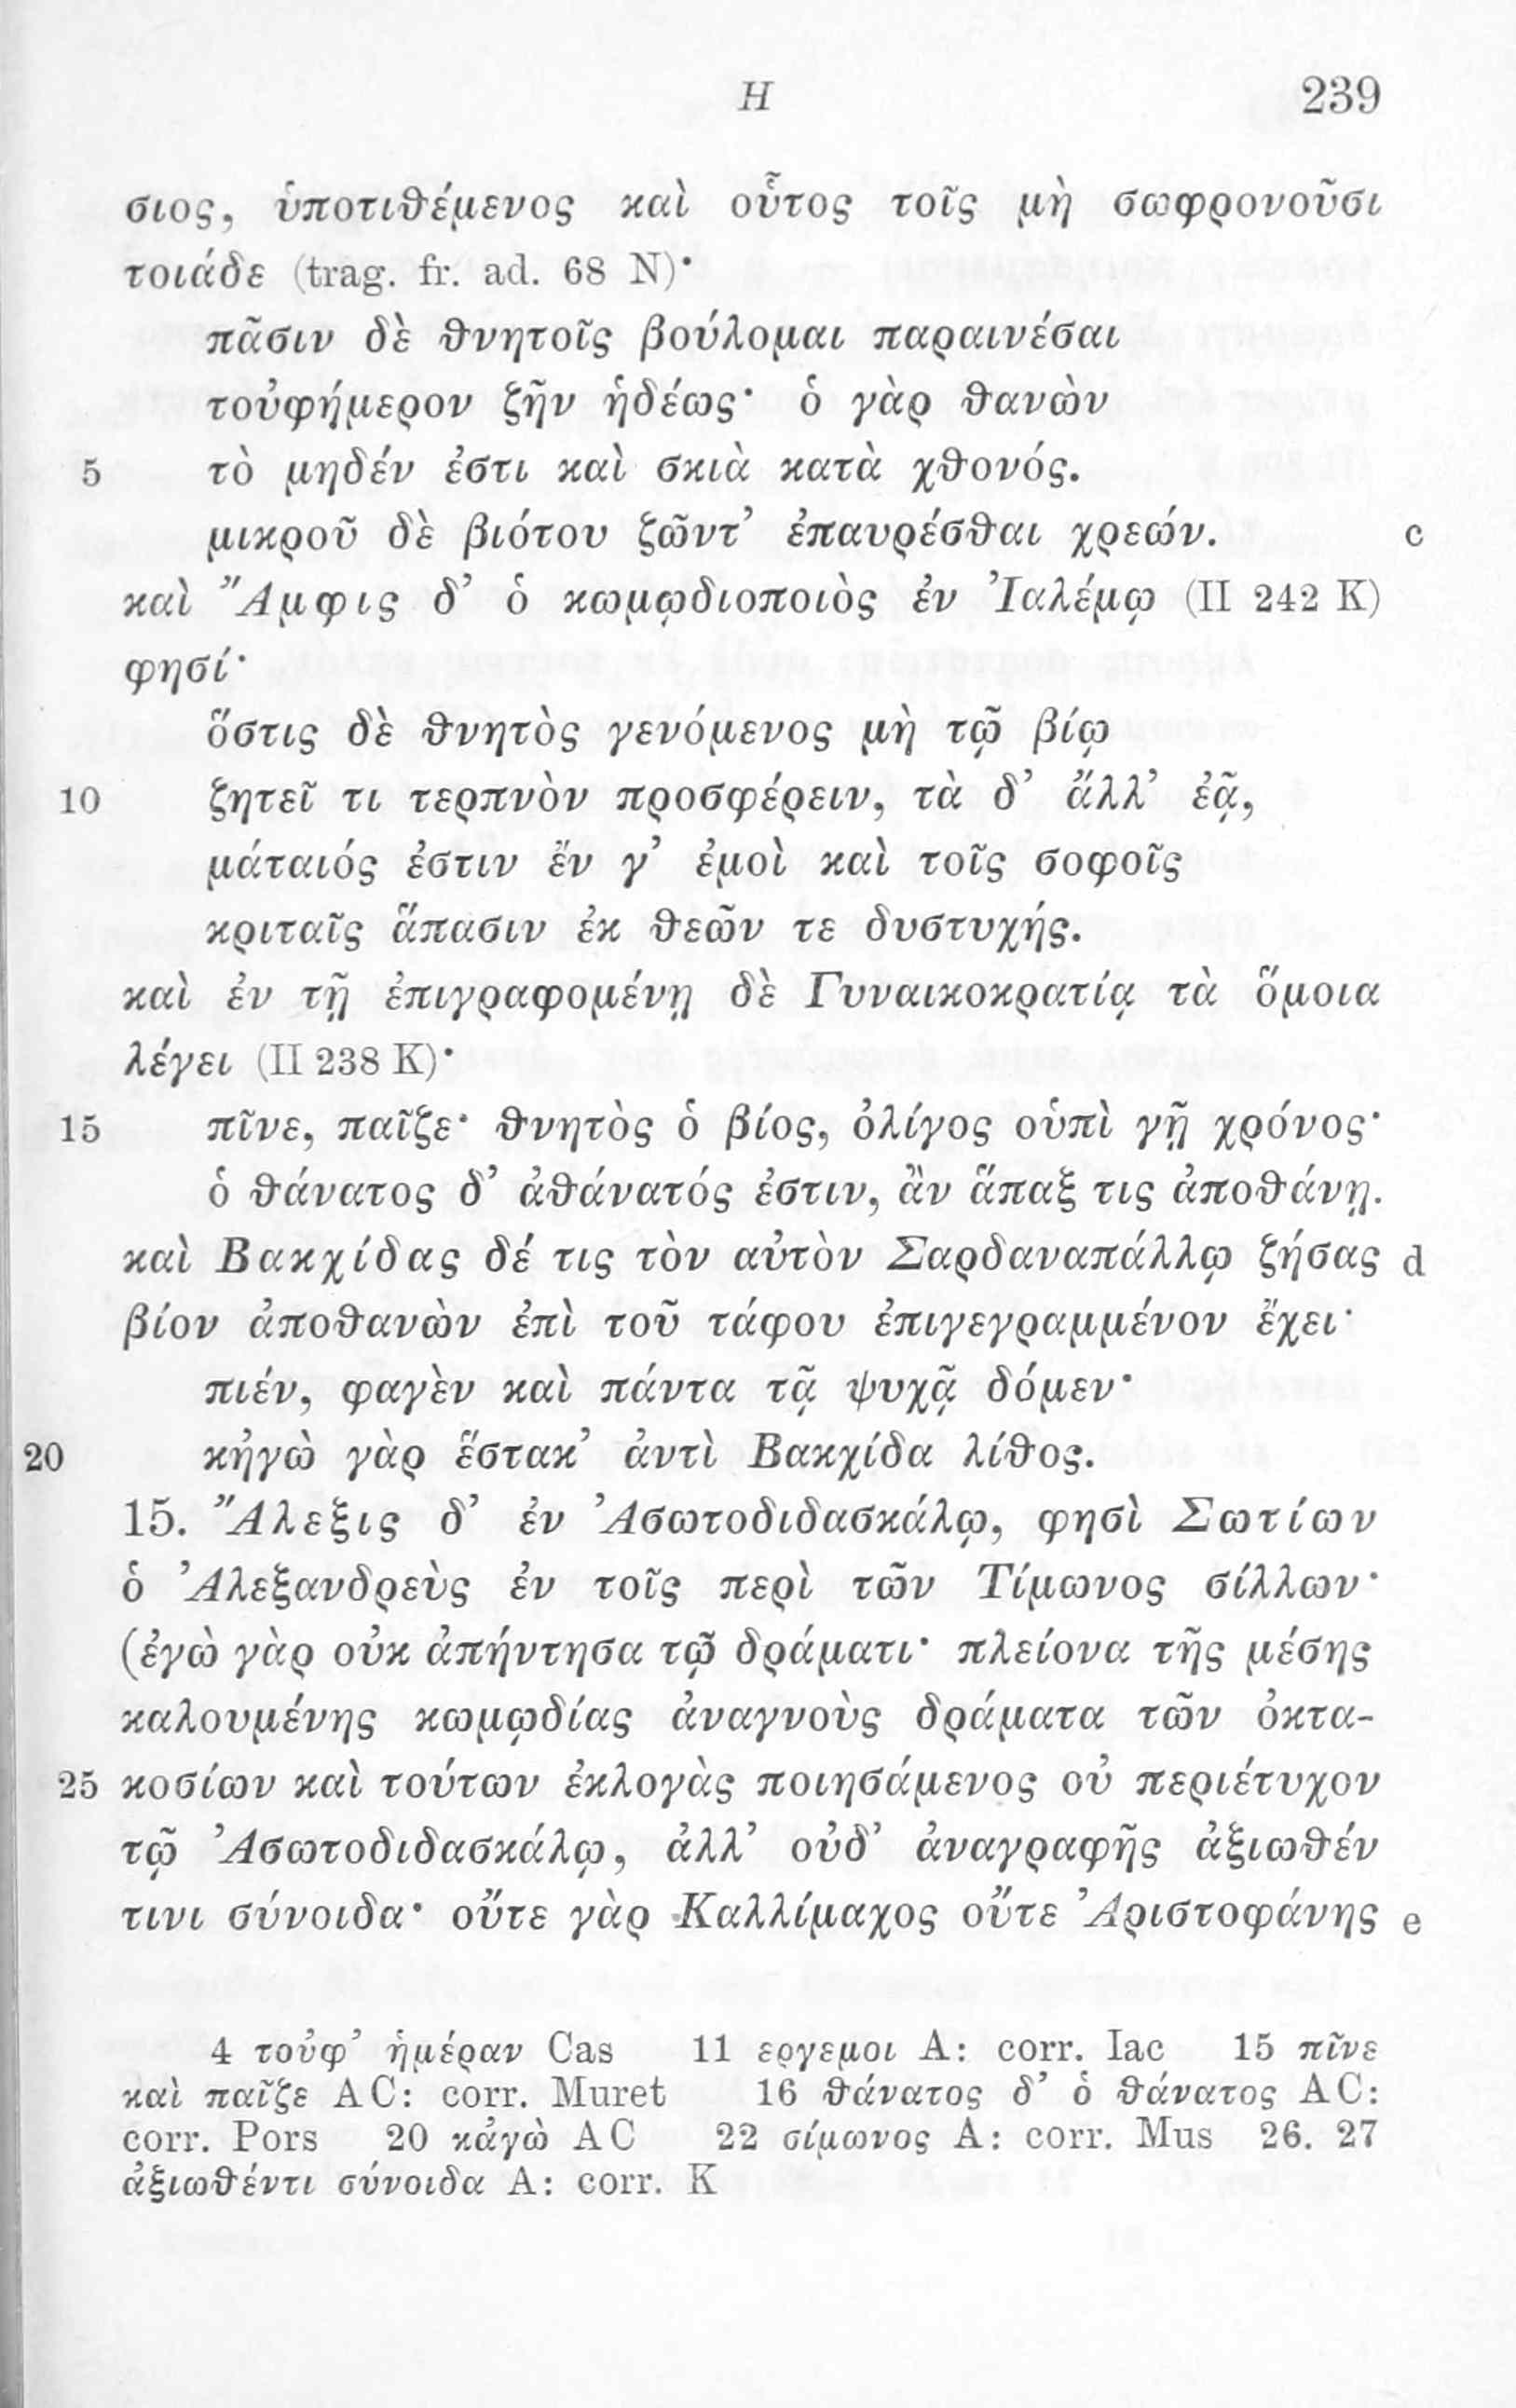 H 239
σιος, ὑποτιθέμενος καὶ οὗτος τοῖς μὴ σωφρονοῦσι
τοιάδε (trag. fr. ad. 68 N)·
πᾶσιν δὲ θνητοῖς βούλομαι παραινέσαι
τοὐφήμερον ζῆν ἡδέως· ὁ γὰρ θανὼν
5 τὸ μηδέν ἐστι καὶ σκιὰ κατὰ χθονός.
μικροῦ δὲ βιότου ζῶντ’ ἐπαυρέσθαι χρεών. c
καὶ Ἄμφις δ’ ὁ κωμῳδιοποιὸς ἐν Ἰαλέμῳ (II 242 K)
φησί·
ὅστις δὲ θνητὸς γενόμενος μὴ τῷ βίῳ
10 ζητεῖ τι τερπνὸν προσφέρειν, τὰ δ’ ἄλλ’ ἐᾷ,
μάταιός ἐστιν ἔν γ’ ἐμοὶ καὶ τοῖς σοφοῖς
κριταῖς ἅπασιν ἐκ θεῶν τε δυστυχής.
καὶ ἐν τῇ ἐπιγραφομένῃ δὲ Γυναικοκρατίᾳ τὰ ὅμοια
λέγει (II 238 K)·
15 πῖνε, παῖζε· θνητὸς ὁ βίος, ὀλίγος οὑπὶ γῇ χρόνος·
ὁ θάνατος δ’ ἀθάνατός ἐστιν, ἂν ἅπαξ τις ἀποθάνῃ.
καὶ Βακχίδας δέ τις τὸν αὐτὸν Σαρδαναπάλλῳ ζήσας d
βίον ἀποθανὼν ἐπὶ τοῦ τάφου ἐπιγεγραμμένον ἔχει·
πιέν, φαγὲν καὶ πάντα τᾷ ψυχᾷ δόμεν·
20 κἠγὼ γὰρ ἕστακ’ ἀντὶ Βακχίδα λίθος.
15. Ἄλεξις δ’ ἐν Ἀσωτοδιδασκάλῳ, φησὶ Σωτίων
ὁ Ἀλεξανδρεὺς ἐν τοῖς περὶ τῶν Τίμωνος σίλλων·
(ἐγὼ γὰρ οὐκ ἀπήντησα τῷ δράματι· πλείονα τῆς μέσης
καλουμένης κωμῳδίας ἀναγνοὺς δράματα τῶν ὀκτα-
25 κοσίων καὶ τούτων ἐκλογὰς ποιησάμενος οὐ περιέτυχον
τῷ Ἀσωτοδιδασκάλῳ, ἀλλ’ οὐδ’ ἀναγραφῆς ἀξιωθέν
τινι σύνοιδα· οὔτε γὰρ Καλλίμαχος οὔτε Ἀριστοφάνης e
4 τοὐφ’ ἡμέραν Cas 11 εργεμοι A: corr. Iac 15 πῖνε
καὶ παῖζε AC: corr. Muret 16 θάνατος δ’ ὁ θάνατος AC:
corr. Pors 20 κἀγὼ AC 22 σίμωνος A: corr. Mus 26. 27
ἀξιωθέντι σύνοιδα A: corr. K